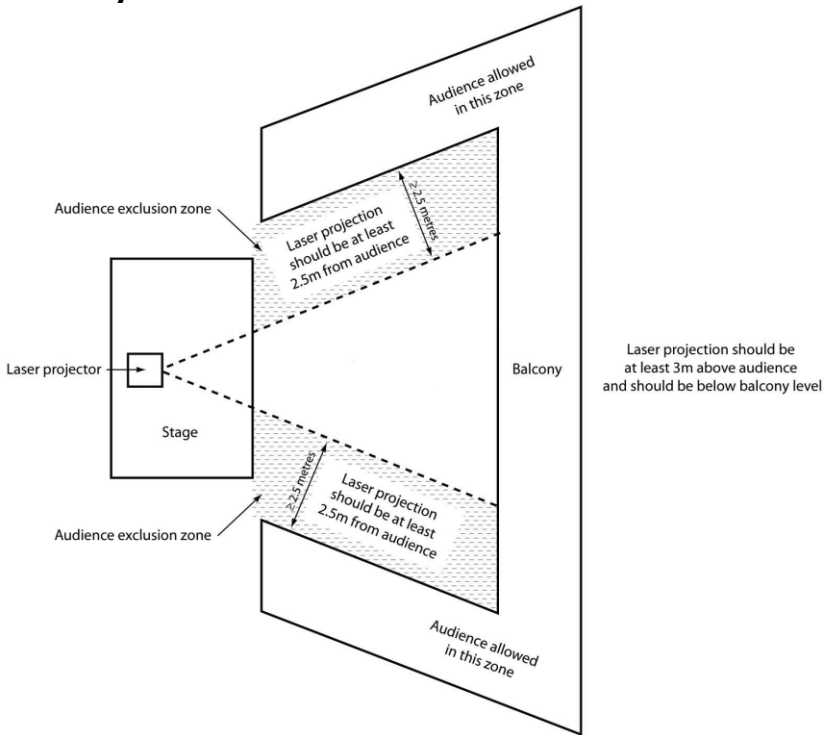 Audience allowed
in this zone
Audience exclusion zone
Laser projection
should be at least
2.5m from audience
≥ 2.5 metres
Laser projector
Stage
Balcony
Laser projection should be
at least 3m above audience
and should be below balcony level
≥ 2.5 metres
Laser projection
should be at least
2.5m from audience
Audience exclusion zone
Audience allowed
in this zone